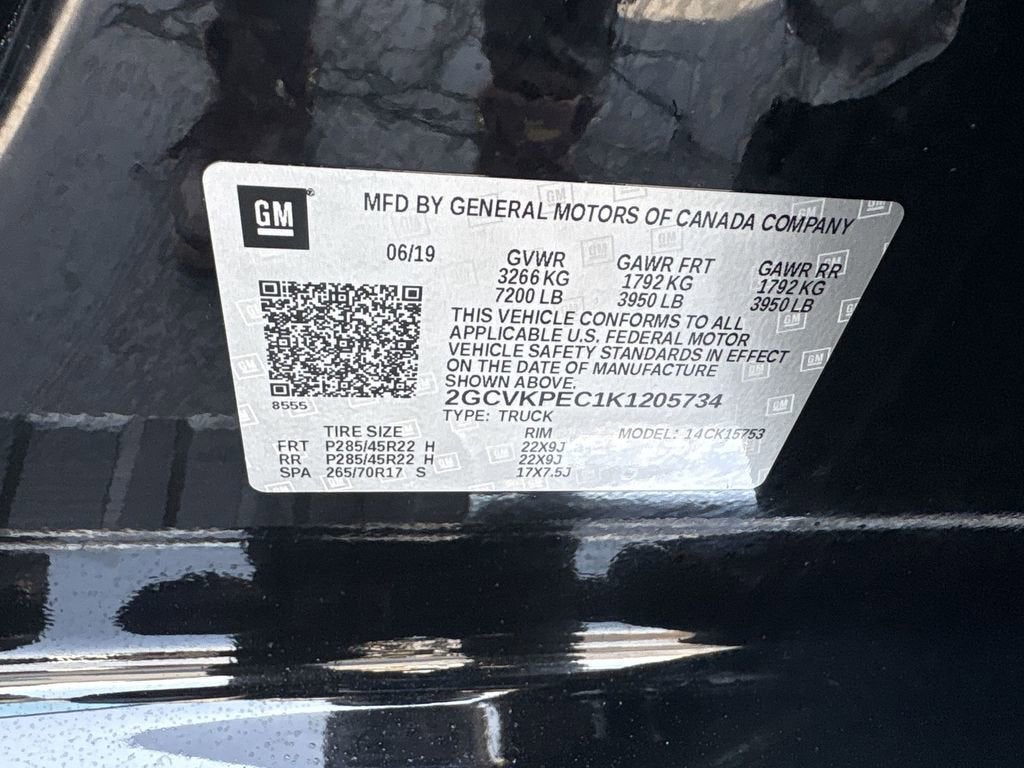 GM
MFD BY GENERAL MOTORS OF CANADA COMPANY
06/19
GVWR GAWR FRT GAWR RR
3266 KG 1792 KG 1792 KG
7200 LB 3950 LB 3950 LB
THIS VEHICLE CONFORMS TO ALL
APPLICABLE U.S. FEDERAL MOTOR
VEHICLE SAFETY STANDARDS IN EFFECT
ON THE DATE OF MANUFACTURE
SHOWN ABOVE.
8555
2GCVKPEC1K1205734
TYPE: TRUCK
TIRE SIZE RIM MODEL: 14CK15753
FRT P285/45R22 H 22X9J
RR P285/45R22 H 22X9J
SPA 265/70R17 S 17X7.5J